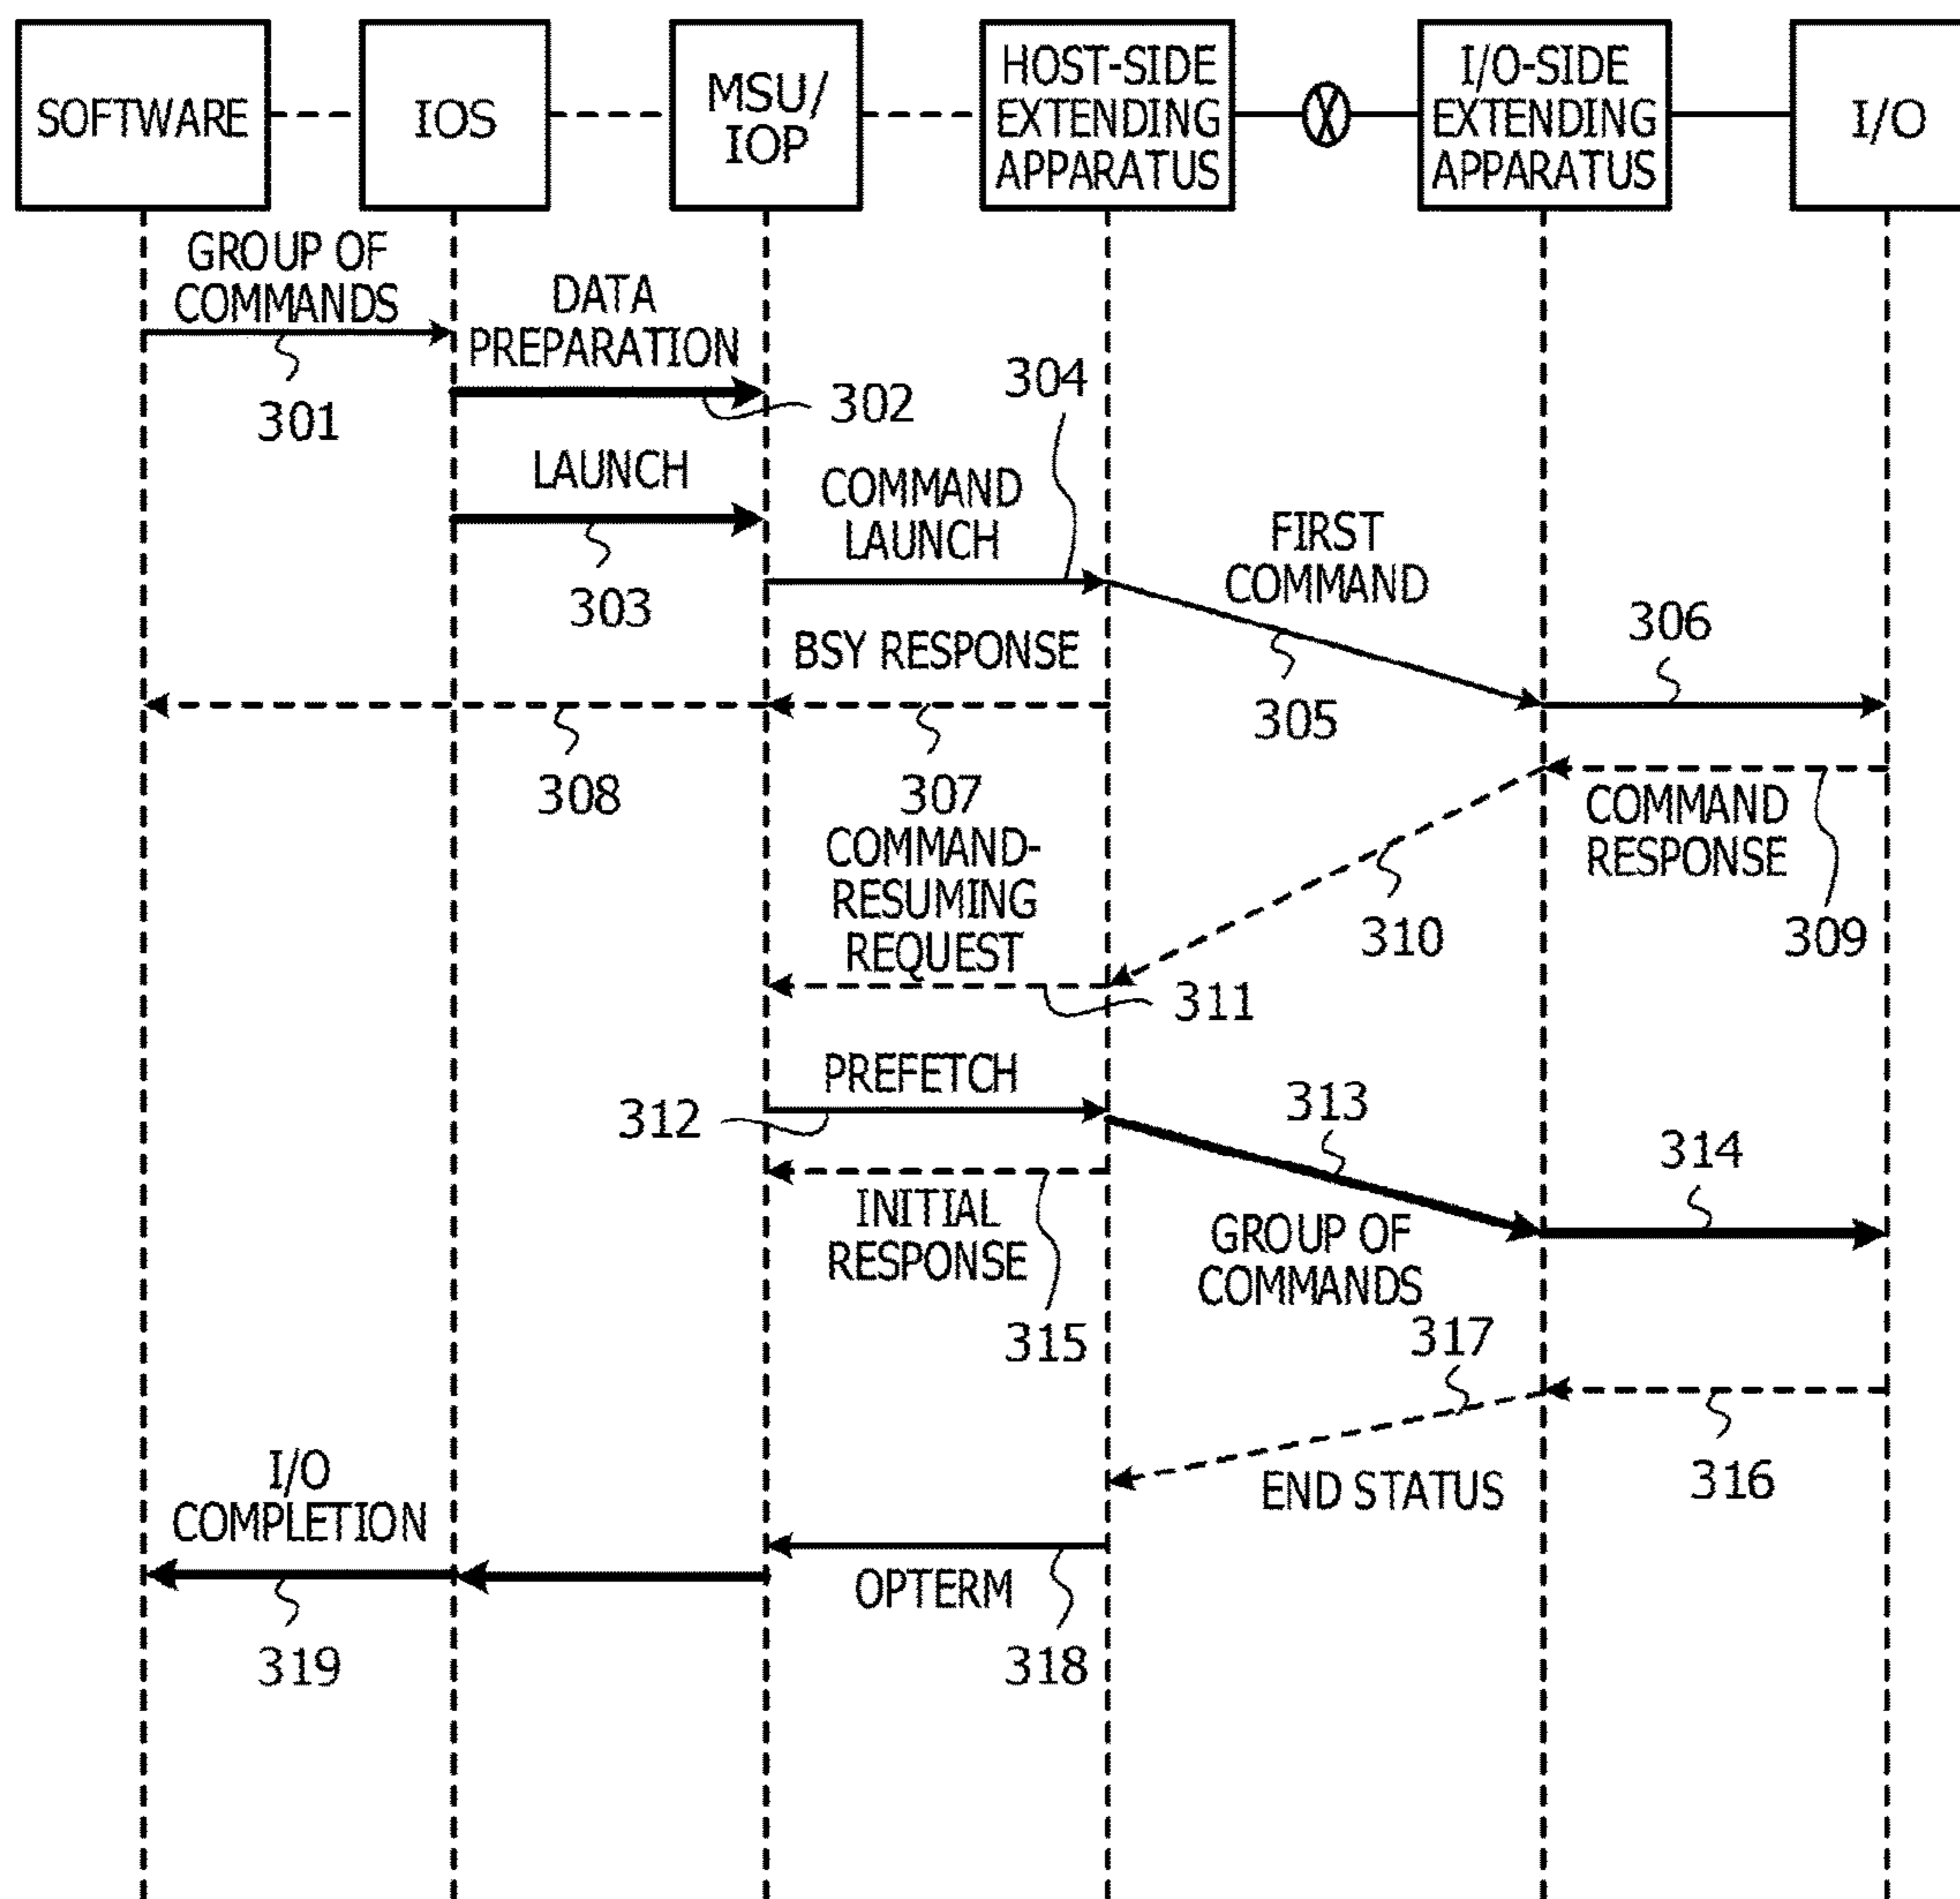 SOFTWARE
IOS
MSU/
IOP
HOST-SIDE
EXTENDING
APPARATUS
I/O-SIDE
EXTENDING
APPARATUS
I/O
GROUP OF
COMMANDS
301
DATA
PREPARATION
302
LAUNCH
303
304
COMMAND
LAUNCH
FIRST
COMMAND
305
306
BSY RESPONSE
307
308
COMMAND
RESPONSE
309
310
COMMAND-
RESUMING
REQUEST
311
PREFETCH
312
313
314
INITIAL
RESPONSE
315
GROUP OF
COMMANDS
317
316
END STATUS
I/O
COMPLETION
319
OPTERM
318